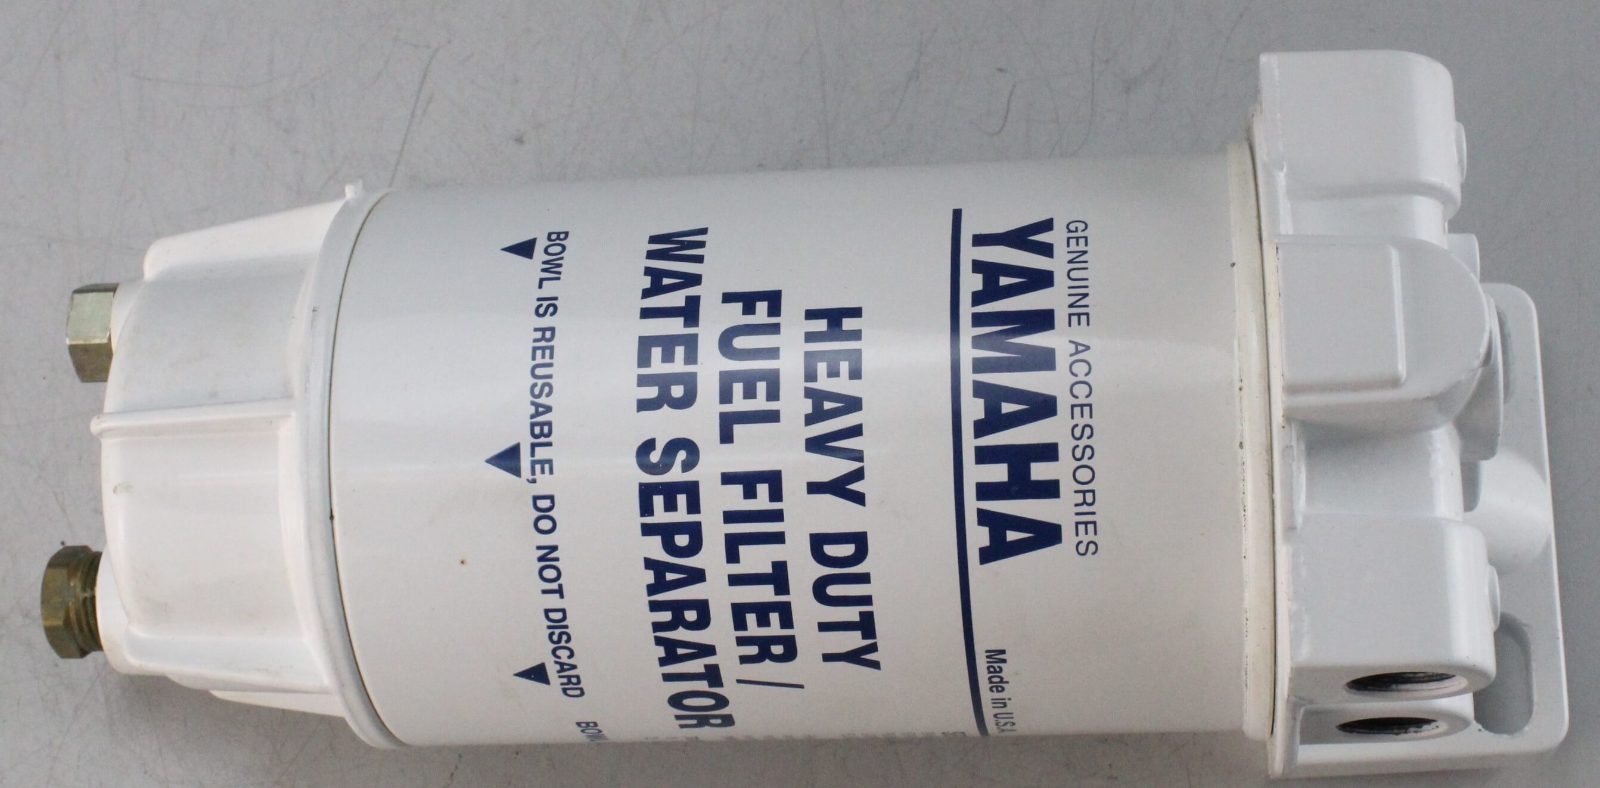 GENUINE ACCESSORIES
YAMAHA
Made in U.S.A.
HEAVY DUTY
FUEL FILTER /
WATER SEPARATOR
BOWL IS REUSABLE, DO NOT DISCARD